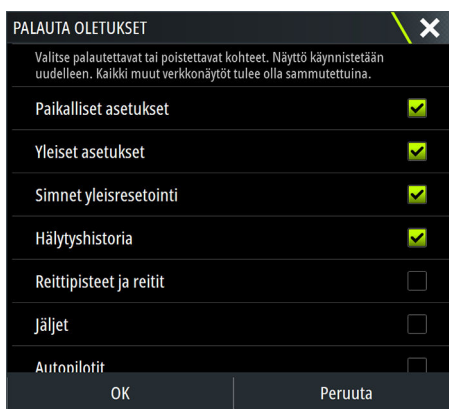 PALAUTA OLETUKSET
Valitse palautettavat tai poistettavat kohteet. Näyttö käynnistetään
uudelleen. Kaikki muut verkkonäytöt tulee olla sammutettuina.
Paikalliset asetukset
Yleiset asetukset
Simnet yleisresetointi
Hälytyshistoria
Reittipisteet ja reitit
Jäljet
Autopilotit
OK
Peruuta